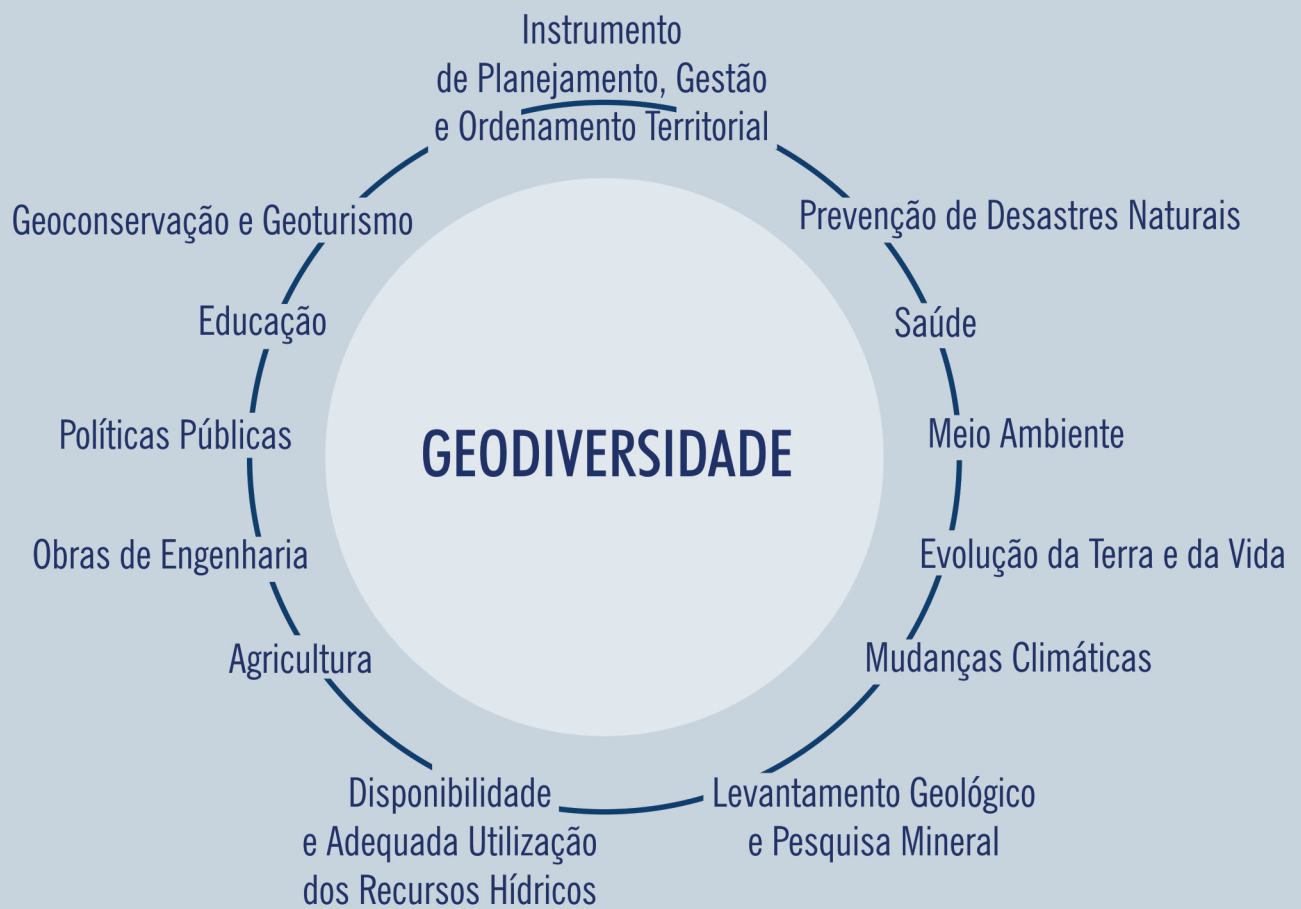 Instrumento
de Planejamento, Gestão
e Ordenamento Territorial
Prevenção de Desastres Naturais
Saúde
Meio Ambiente
Evolução da Terra e da Vida
Mudanças Climáticas
Levantamento Geológico
e Pesquisa Mineral
Disponibilidade
e Adequada Utilização
dos Recursos Hídricos
Agricultura
Obras de Engenharia
Políticas Públicas
Educação
Geoconservação e Geoturismo
GEODIVERSIDADE